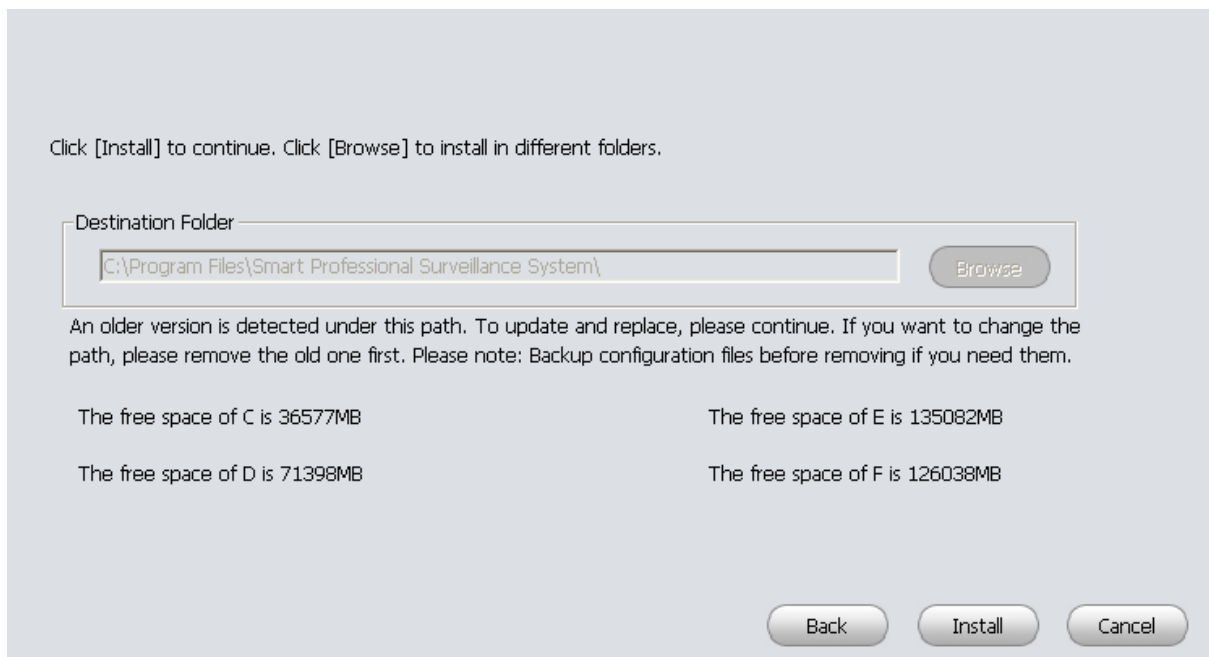 Click [Install] to continue. Click [Browse] to install in different folders.
Destination Folder
C:\Program Files\Smart Professional Surveillance System\
Browse
An older version is detected under this path. To update and replace, please continue. If you want to change the
path, please remove the old one first. Please note: Backup configuration files before removing if you need them.
The free space of C is 36577MB
The free space of E is 135082MB
The free space of D is 71398MB
The free space of F is 126038MB
Back
Install
Cancel